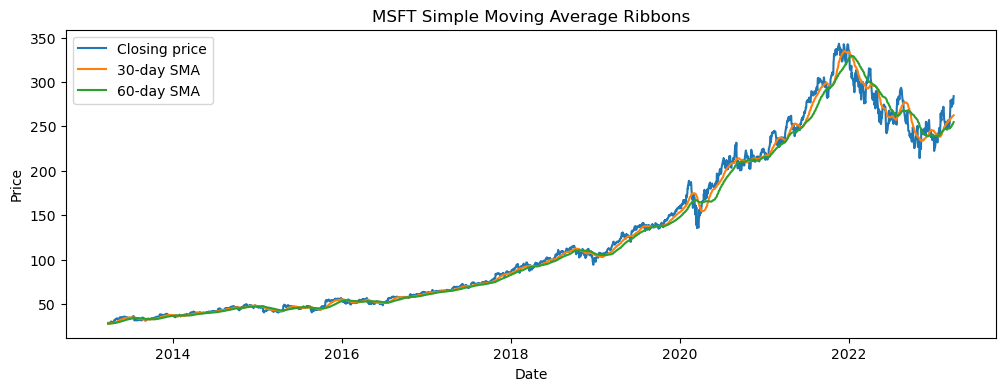 MSFT Simple Moving Average Ribbons
Closing price
30-day SMA
60-day SMA
350
300
250
200
150
100
50
Price
2014 2016 2018 2020 2022
Date